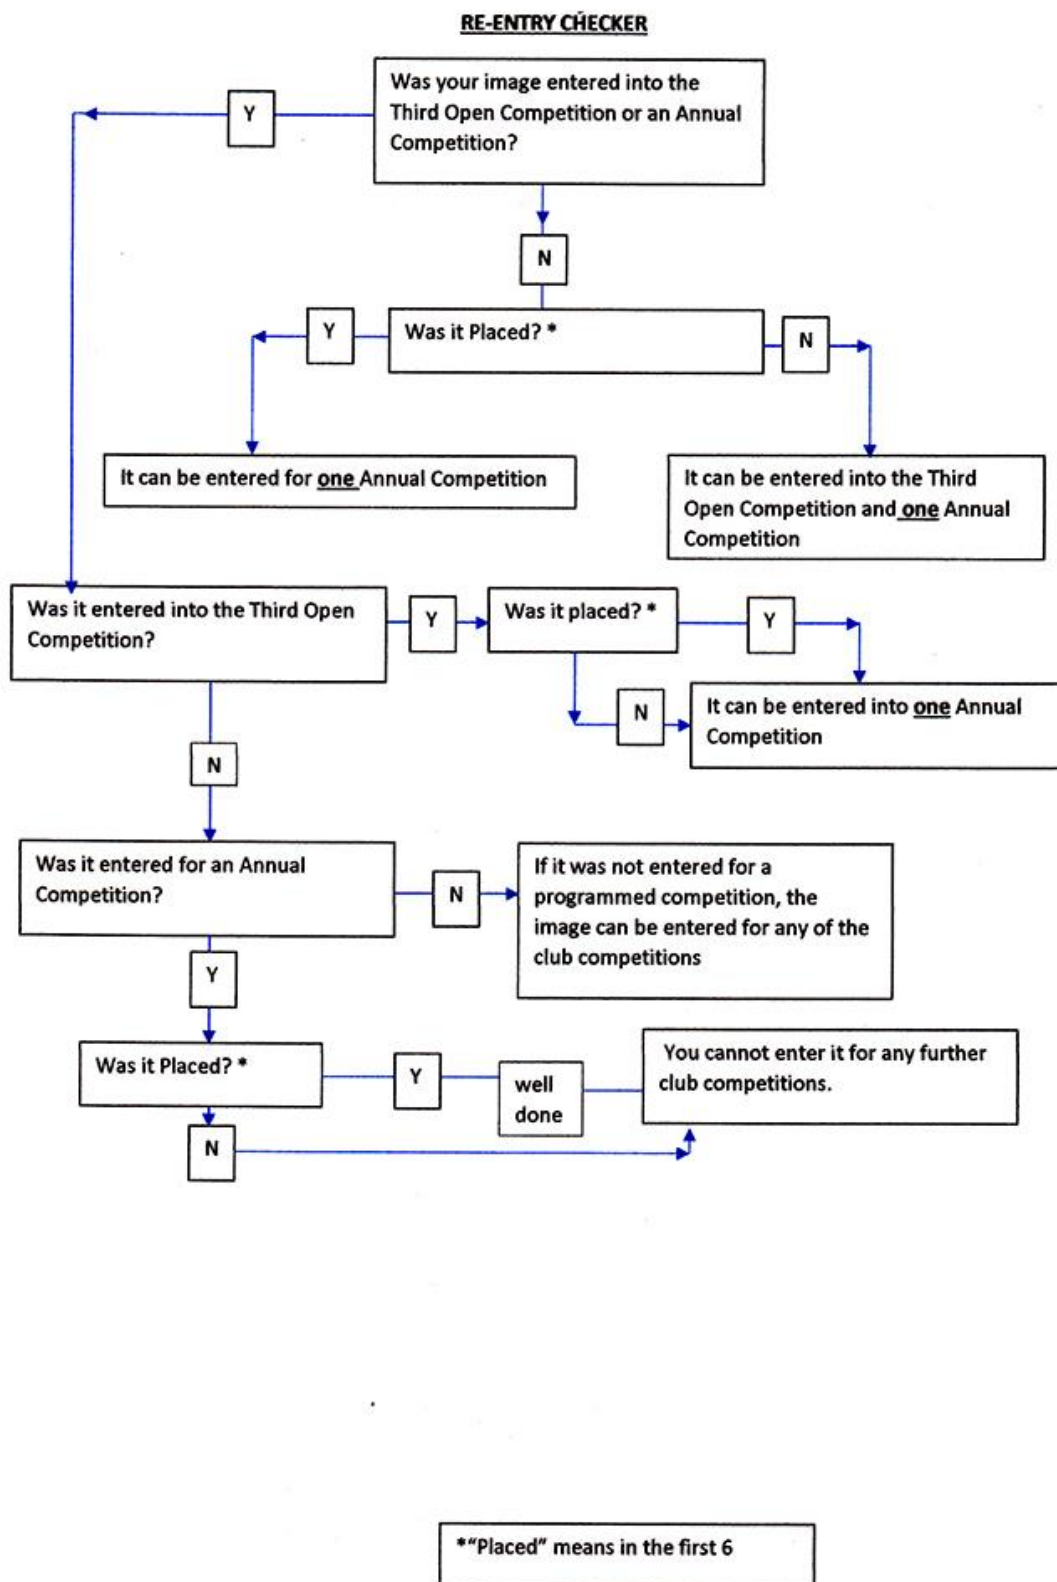 RE-ENTRY CHECKER
Was your image entered into the
Third Open Competition or an Annual
Competition?
Y
N
Was it Placed? *
Y
N
It can be entered for one Annual Competition
It can be entered into the Third
Open Competition and one Annual
Competition
Was it entered into the Third Open
Competition?
Y
Was it placed? *
Y
N
It can be entered into one Annual
Competition
N
Was it entered for an Annual
Competition?
N
If it was not entered for a
programmed competition, the
image can be entered for any of the
club competitions
Y
Was it Placed? *
Y
well
done
You cannot enter it for any further
club competitions.
N
*"Placed" means in the first 6